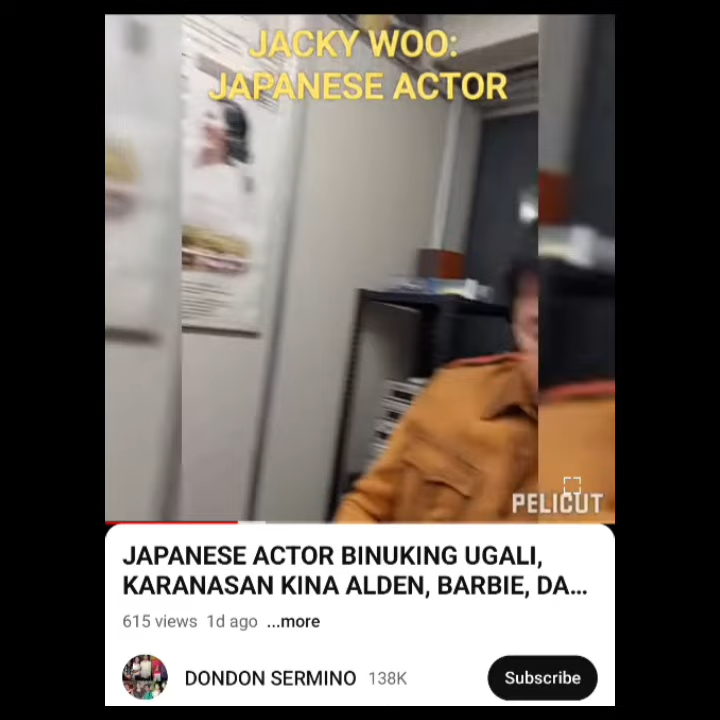 JACKY WOO:
JAPANESE ACTOR
PELICUT
JAPANESE ACTOR BINUKING UGALI,
KARANASAN KINA ALDEN, BARBIE, DA...
615 views 1d ago ...more
DONDON SERMINO 138K
Subscribe